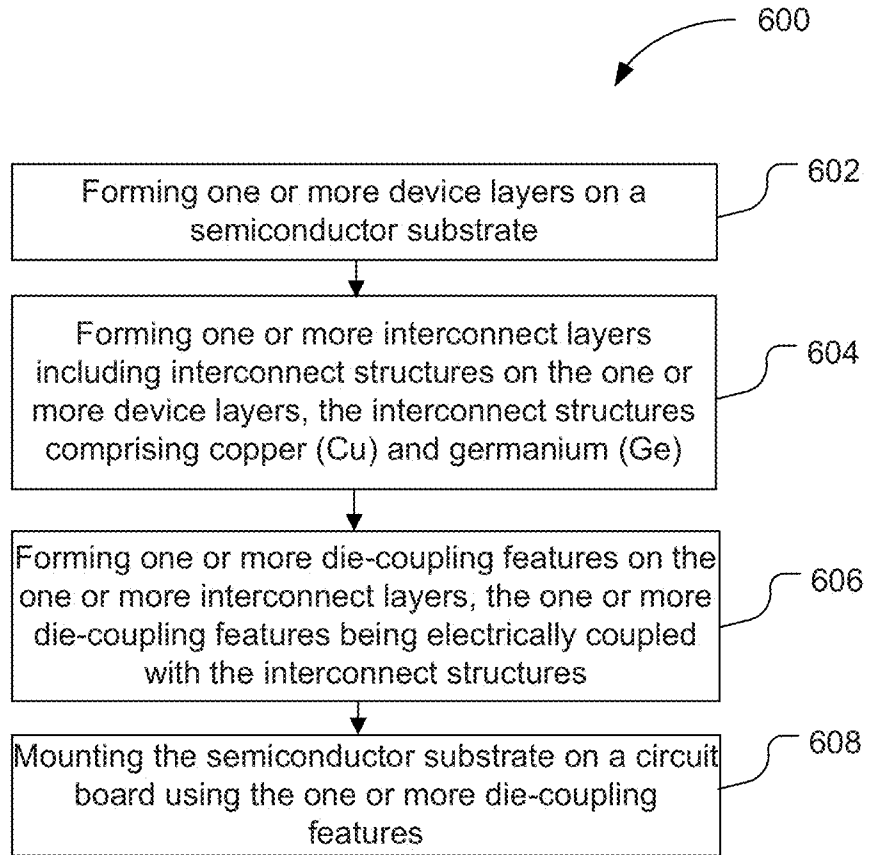 600
Forming one or more device layers on a
semiconductor substrate
602
Forming one or more interconnect layers
including interconnect structures on the one or
more device layers, the interconnect structures
comprising copper (Cu) and germanium (Ge)
604
Forming one or more die-coupling features on the
one or more interconnect layers, the one or more
die-coupling features being electrically coupled
with the interconnect structures
606
Mounting the semiconductor substrate on a circuit
board using the one or more die-coupling
features
608